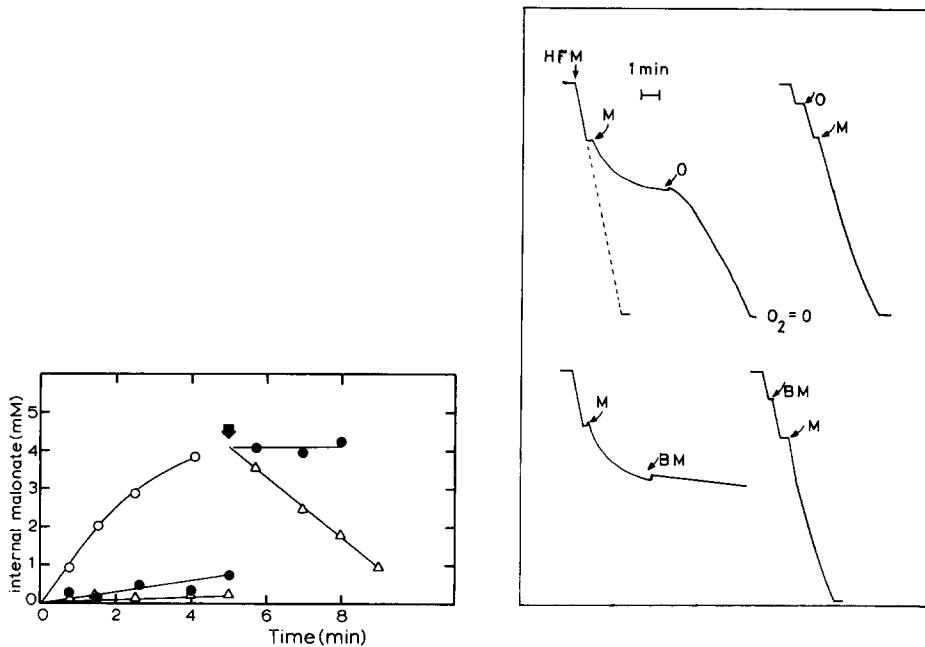 internal malonate (mM)
5
4
3
2
1
0
0 2 4 6 8
Time (min)
HFM
1 min
M
O
O₂=0
O
M
M
BM
BM
M